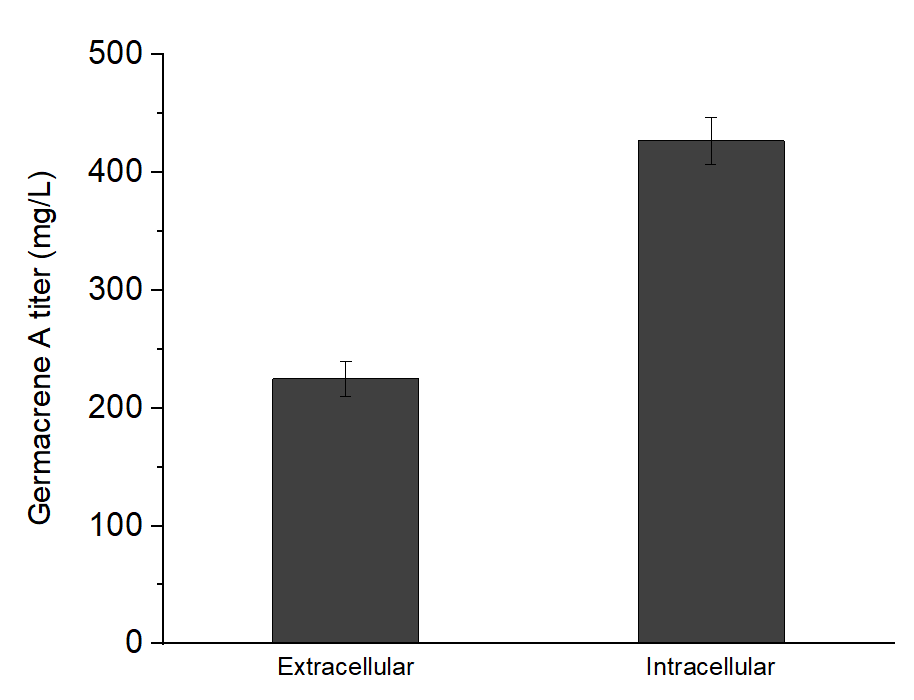 500
400
300
200
100
0
Germacrene A titer (mg/L)
Extracellular
Intracellular